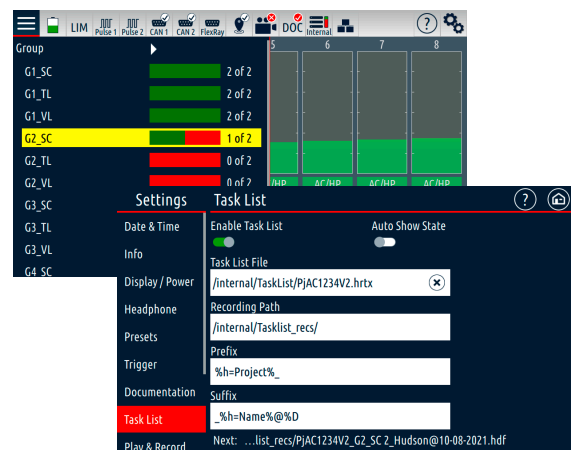 LIM Pulse 1 Pulse 2 CAN 1 CAN 2 FlexRay DOC Internal ?
Group 5 6 7 8
G1_SC 2 of 2
G1_TL 2 of 2
G1_VL 2 of 2
G2_SC 1 of 2
G2_TL 0 of 2
G2_VL 0 of 2 /HP AC/HP AC/HP AC/HP
G3_SC
G3_TL
G3_VL
G4_SC
Settings Task List ?
Date & Time Enable Task List Auto Show State
Info
Task List File
Display / Power /internal/TaskList/PjAC1234V2.hrtx
Headphone Recording Path
/internal/Tasklist_recs/
Presets
Prefix
Trigger %h=Project%_
Documentation Suffix
Task List _%h=Name%@%D
Play & Record Next: ...list_recs/PjAC1234V2_G2_SC 2_Hudson@10-08-2021.hdf